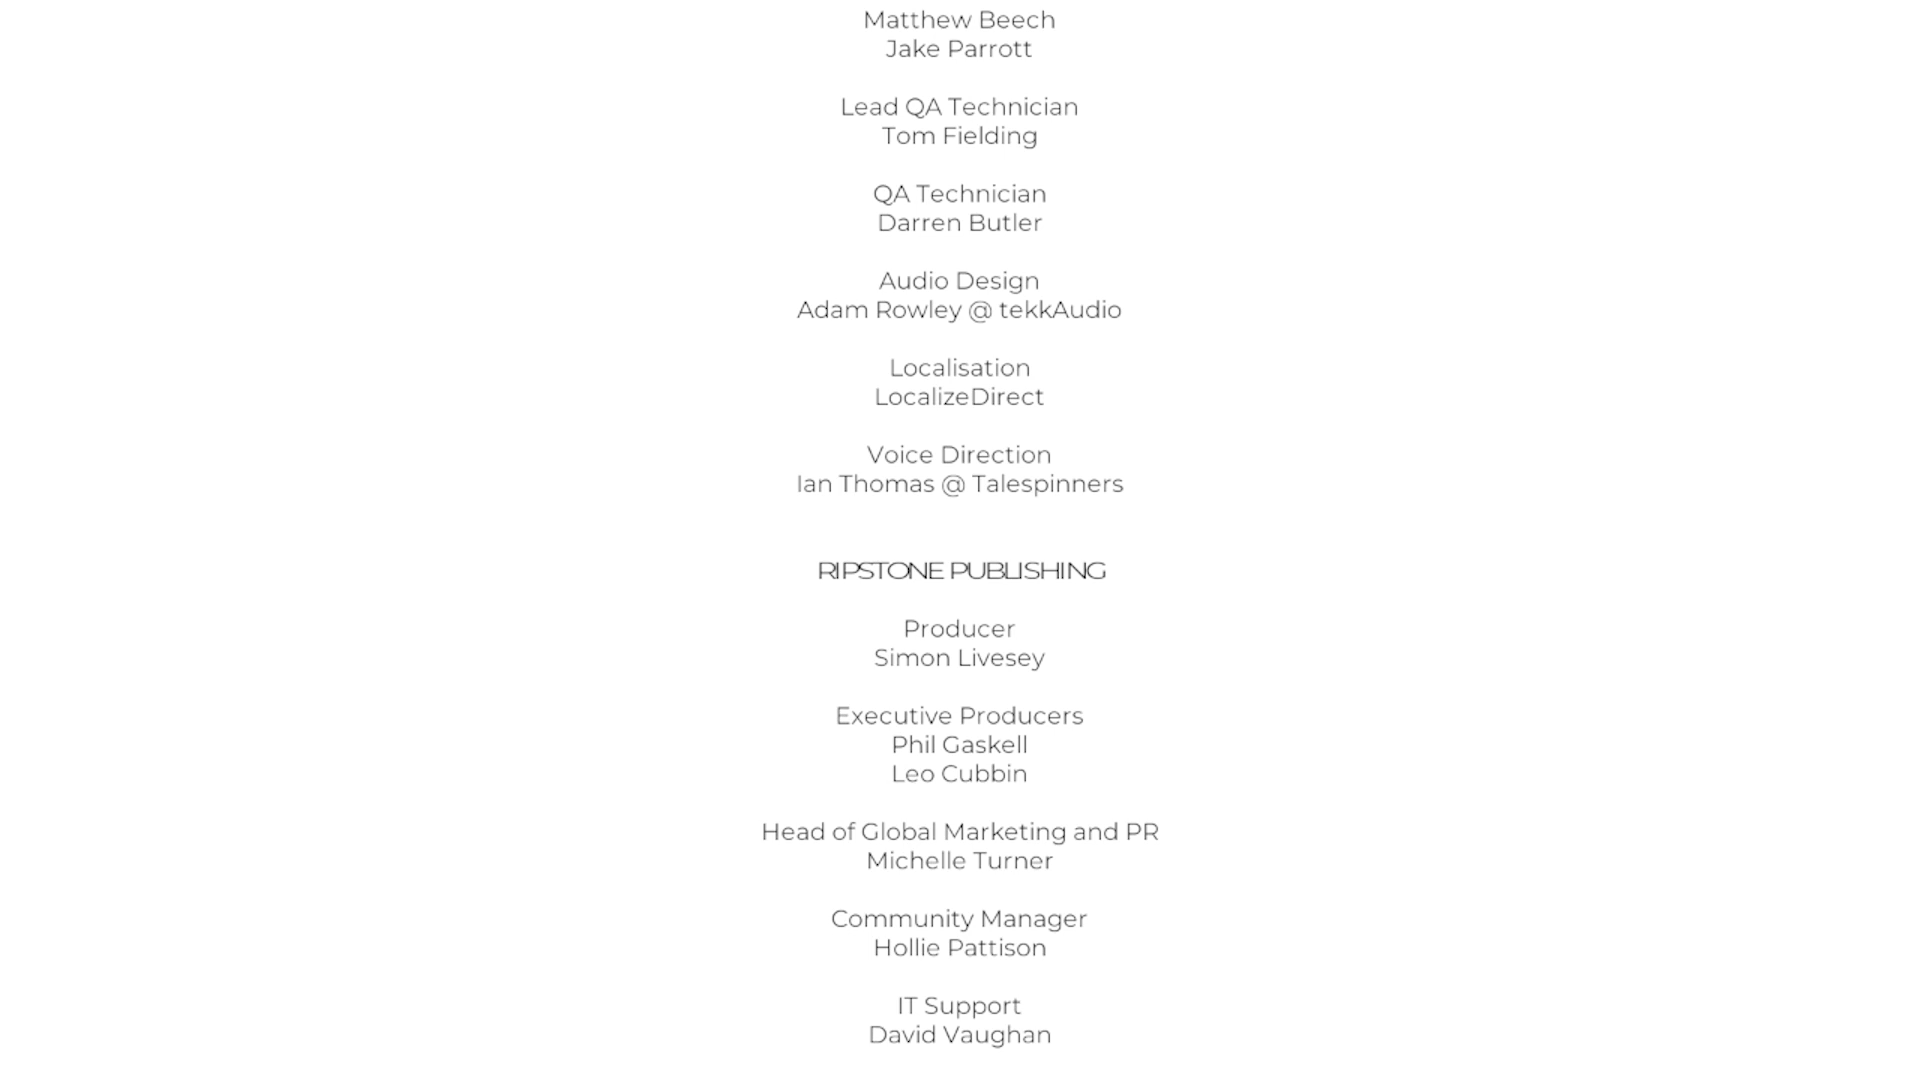 Matthew Beech
Jake Parrott
Lead QA Technician
Tom Fielding
QA Technician
Darren Butler
Audio Design
Adam Rowley @ tekkAudio
Localisation
LocalizeDirect
Voice Direction
Ian Thomas @ Talespinners
RIPSTONE PUBLISHING
Producer
Simon Livesey
Executive Producers
Phil Gaskell
Leo Cubbin
Head of Global Marketing and PR
Michelle Turner
Community Manager
Hollie Pattison
IT Support
David Vaughan